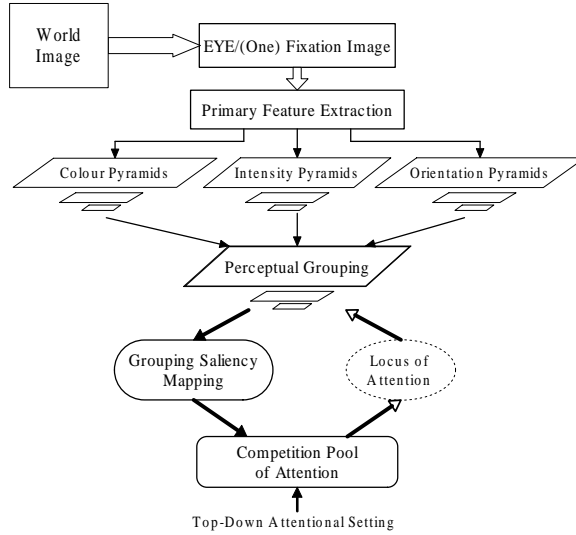 World
Image
EYE/(One) Fixation Image
Primary Feature Extraction
Colour Pyramids
Intensity Pyramids
Orientation Pyramids
Perceptual Grouping
Grouping Saliency
Mapping
Locus of
Attention
Competition Pool
of Attention
Top-Down Attentional Setting